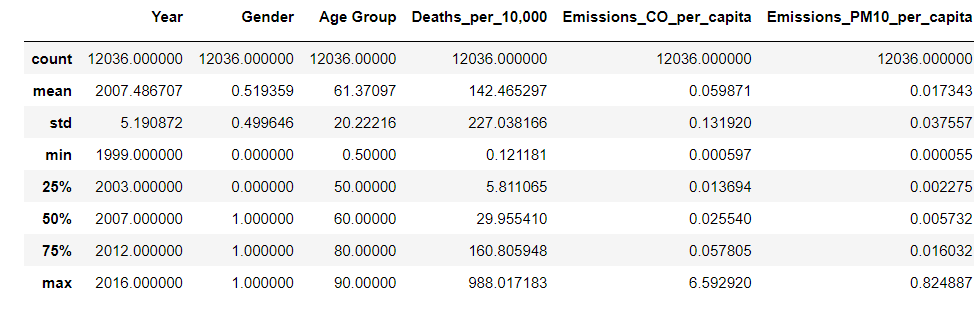 Year Gender Age Group Deaths_per_10,000 Emissions_CO_per_capita Emissions_PM10_per_capita
count 12036.000000 12036.000000 12036.00000 12036.000000 12036.000000 12036.000000
mean 2007.486707 0.519359 61.37097 142.465297 0.059871 0.017343
std 5.190872 0.499646 20.22216 227.038166 0.131920 0.037557
min 1999.000000 0.000000 0.50000 0.121181 0.000597 0.000055
25% 2003.000000 0.000000 50.00000 5.811065 0.013694 0.002275
50% 2007.000000 1.000000 60.00000 29.955410 0.025540 0.005732
75% 2012.000000 1.000000 80.00000 160.805948 0.057805 0.016032
max 2016.000000 1.000000 90.00000 988.017183 6.592920 0.824887